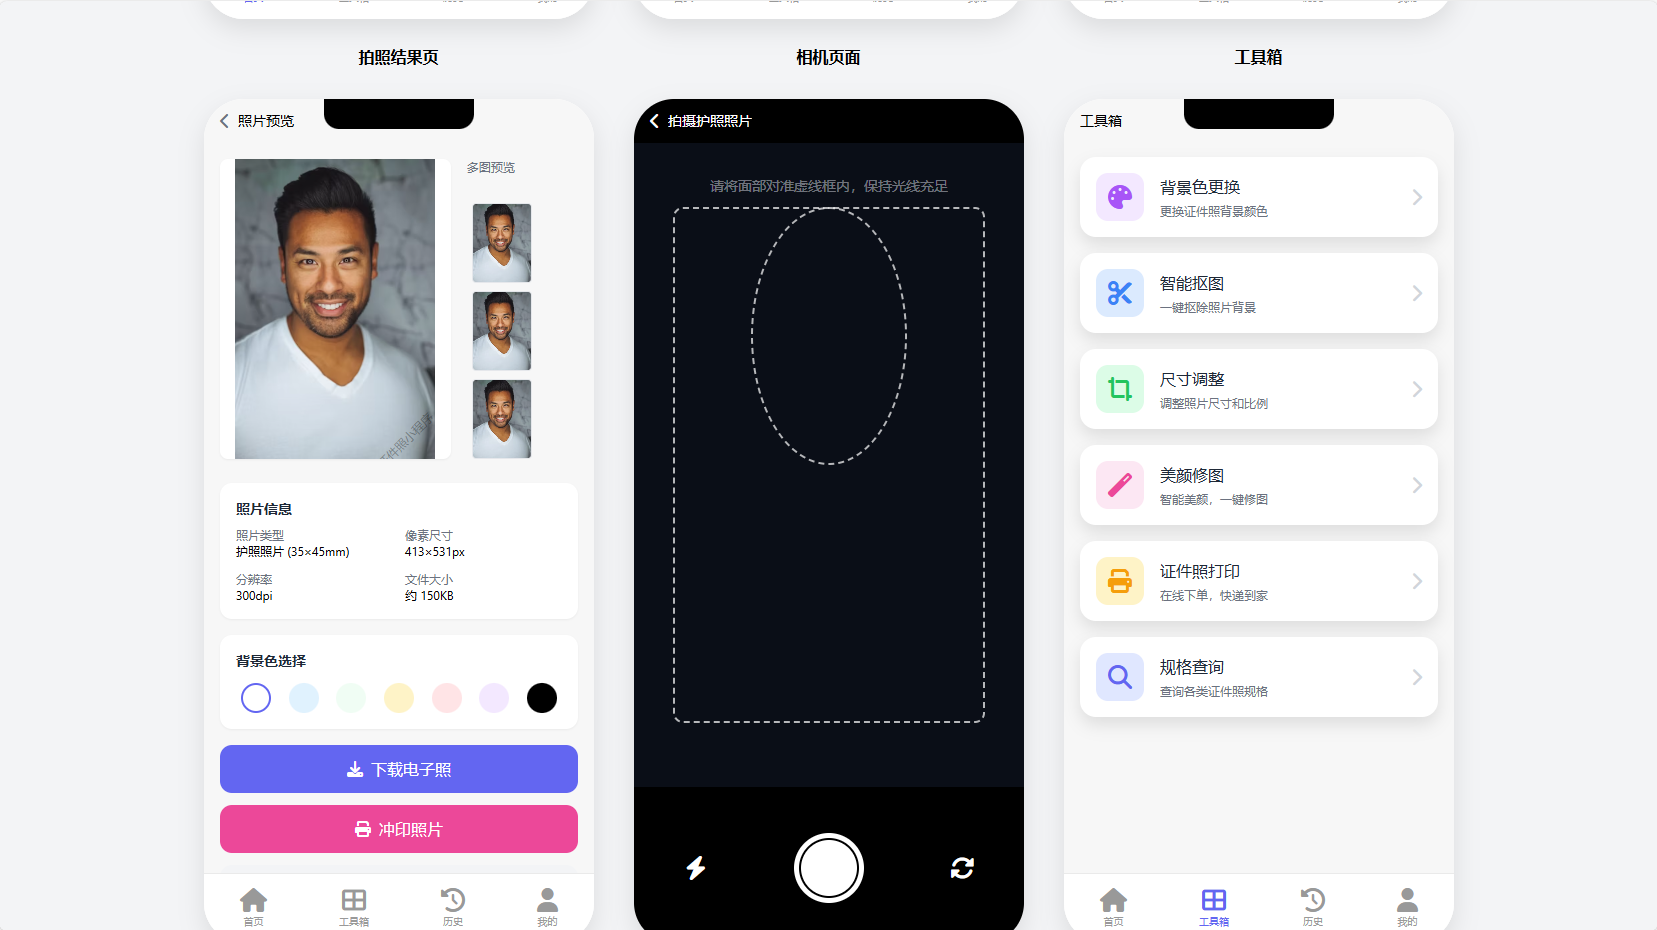 拍照结果页
相机页面
工具箱
照片预览
多图预览
件照小程序
照片信息
照片类型
像素尺寸
护照照片 (35×45mm)
413×531px
分辨率
文件大小
300dpi
约 150KB
背景色选择
下载电子照
冲印照片
首页
工具箱
历史
我的
拍摄护照照片
请将面部对准虚线框内，保持光线充足
工具箱
背景色更换
更换证件照背景颜色
智能抠图
一键抠除照片背景
尺寸调整
调整照片尺寸和比例
美颜修图
智能美颜，一键修图
证件照打印
在线下单，快递到家
规格查询
查询各类证件照规格
首页
工具箱
历史
我的